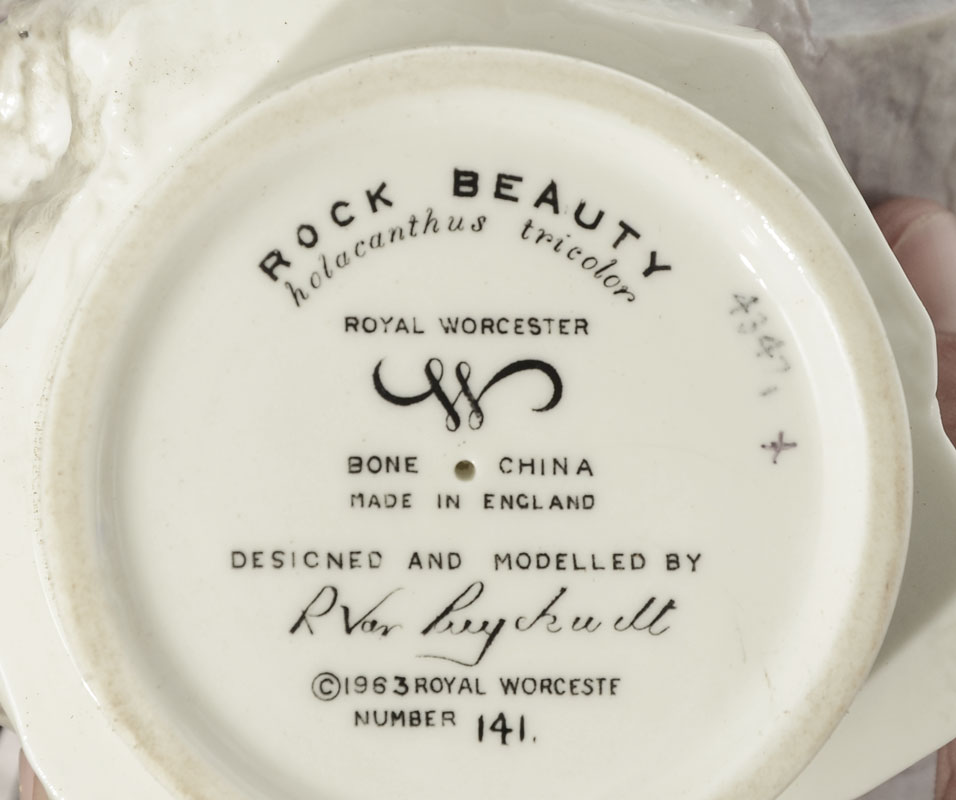 ROCK BEAUTY
holacanthus tricolor
ROYAL WORCESTER
W
BONE CHINA
MADE IN ENGLAND
DESIGNED AND MODELLED BY
R Van Ruyckevelt
©1963 ROYAL WORCESTE
NUMBER 141.